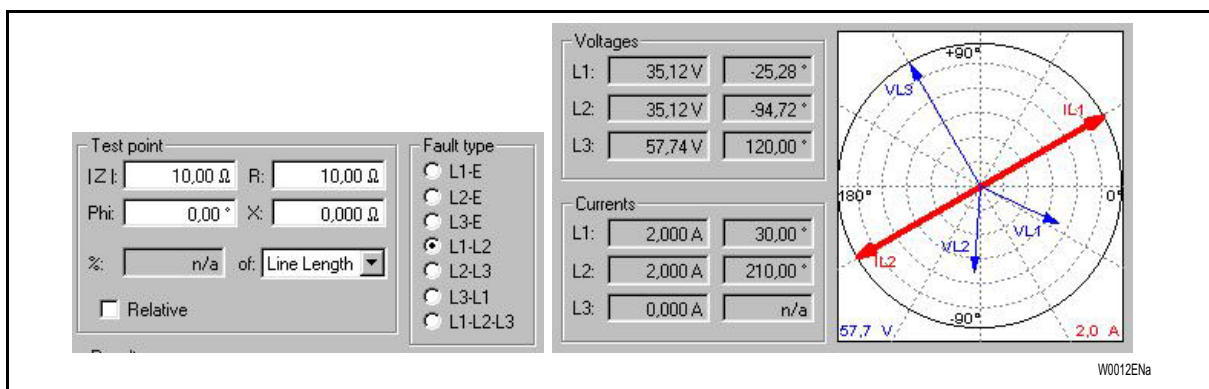 Test point
|Z|: 10,00 Ω R: 10,00 Ω
Phi: 0,00 ° X: 0,000 Ω
%: n/a of: Line Length
Relative
Fault type
L1-E
L2-E
L3-E
L1-L2
L2-L3
L3-L1
L1-L2-L3
Voltages
L1: 35,12 V -25,28 °
L2: 35,12 V -94,72 °
L3: 57,74 V 120,00 °
Currents
L1: 2,000 A 30,00 °
L2: 2,000 A 210,00 °
L3: 0,000 A n/a
+90°
VL3
IL1
180°
0°
VL1
VL2
IL2
-90°
57,7 V
2,0 A
W0012ENa